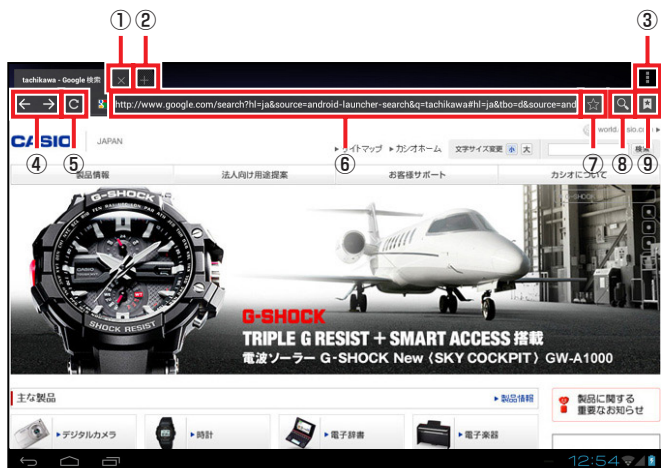 ① ② ③
tachikawa - Google 検索
http://www.google.com/search?hl=ja&source=android-launcher-search&q=tachikawa#hl=ja&tbo=d&source=and
④ ⑤ ⑥ ⑦ ⑧ ⑨
CASIO JAPAN
▸サイトマップ ▸カシオホーム 文字サイズ変更 小 大 検索
製品情報 法人向け用途提案 お客様サポート カシオについて
G-SHOCK
CASIO
SHOCK RESIST
G-SHOCK
TRIPLE G RESIST + SMART ACCESS 搭載
電波ソーラー G-SHOCK New〈SKY COCKPIT〉GW-A1000
主な製品 ▸製品情報
製品に関する
重要なお知らせ
▸デジタルカメラ ▸時計 ▸電子辞書 ▸電子楽器
12:54